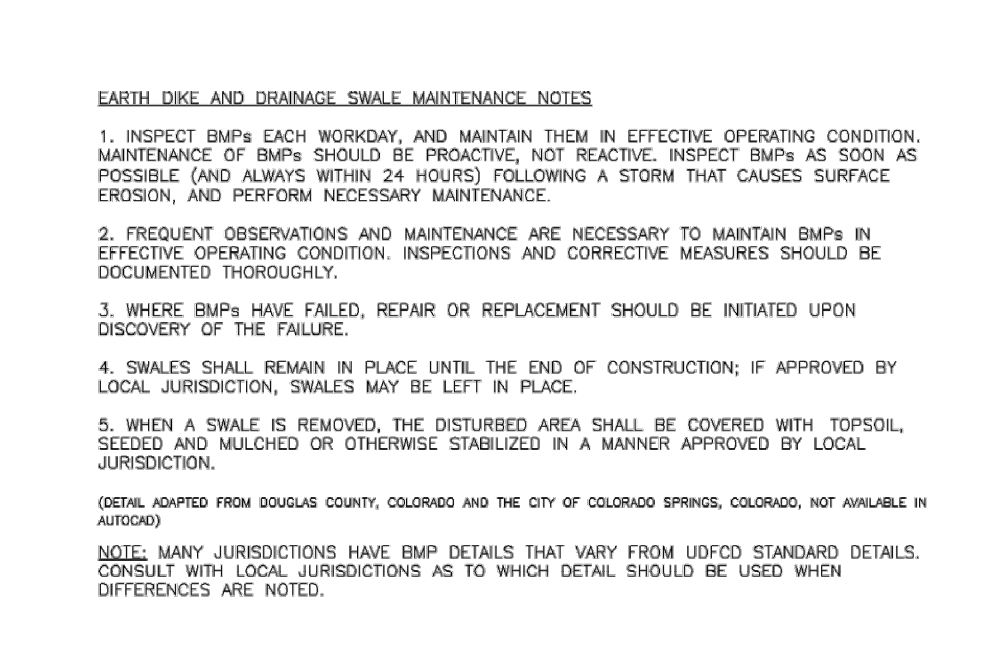 EARTH DIKE AND DRAINAGE SWALE MAINTENANCE NOTES
1. INSPECT BMPs EACH WORKDAY, AND MAINTAIN THEM IN EFFECTIVE OPERATING CONDITION.
MAINTENANCE OF BMPs SHOULD BE PROACTIVE, NOT REACTIVE. INSPECT BMPs AS SOON AS
POSSIBLE (AND ALWAYS WITHIN 24 HOURS) FOLLOWING A STORM THAT CAUSES SURFACE
EROSION, AND PERFORM NECESSARY MAINTENANCE.
2. FREQUENT OBSERVATIONS AND MAINTENANCE ARE NECESSARY TO MAINTAIN BMPs IN
EFFECTIVE OPERATING CONDITION. INSPECTIONS AND CORRECTIVE MEASURES SHOULD BE
DOCUMENTED THOROUGHLY.
3. WHERE BMPs HAVE FAILED, REPAIR OR REPLACEMENT SHOULD BE INITIATED UPON
DISCOVERY OF THE FAILURE.
4. SWALES SHALL REMAIN IN PLACE UNTIL THE END OF CONSTRUCTION; IF APPROVED BY
LOCAL JURISDICTION, SWALES MAY BE LEFT IN PLACE.
5. WHEN A SWALE IS REMOVED, THE DISTURBED AREA SHALL BE COVERED WITH TOPSOIL,
SEEDED AND MULCHED OR OTHERWISE STABILIZED IN A MANNER APPROVED BY LOCAL
JURISDICTION.
(DETAIL ADAPTED FROM DOUGLAS COUNTY, COLORADO AND THE CITY OF COLORADO SPRINGS, COLORADO, NOT AVAILABLE IN
AUTOCAD)
NOTE: MANY JURISDICTIONS HAVE BMP DETAILS THAT VARY FROM UDFCD STANDARD DETAILS.
CONSULT WITH LOCAL JURISDICTIONS AS TO WHICH DETAIL SHOULD BE USED WHEN
DIFFERENCES ARE NOTED.